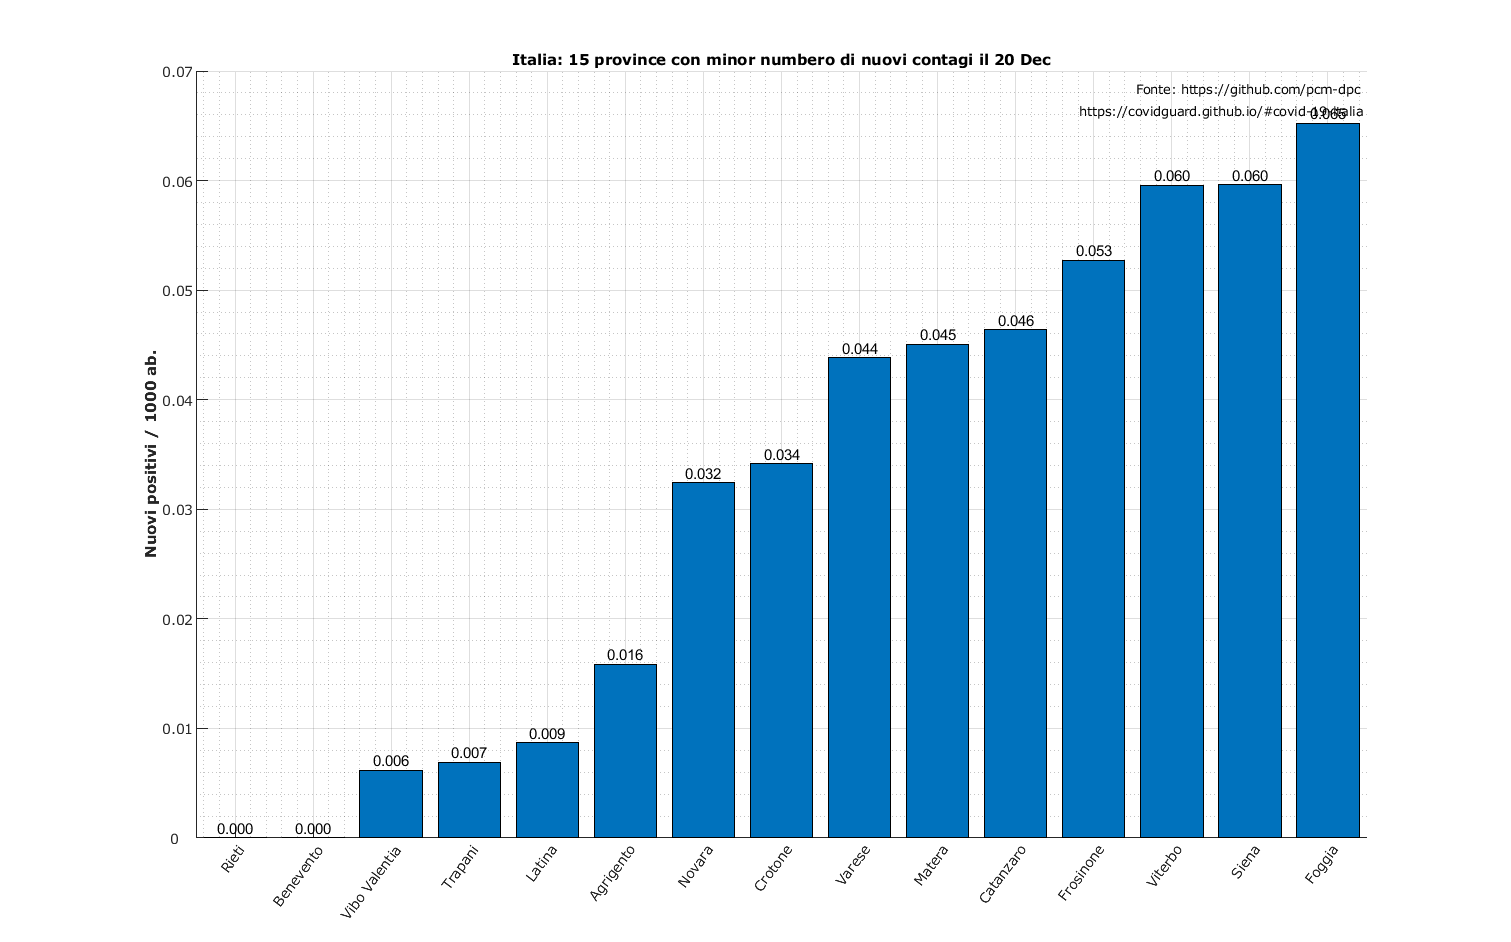 Italia: 15 province con minor numbero di nuovi contagi il 20 Dec
Fonte: https://github.com/pcm-dpc
https://covidguard.github.io/#covid-19-italia
Nuovi positivi / 1000 ab.
0.07
0.06
0.05
0.04
0.03
0.02
0.01
0
0.000
0.000
0.006
0.007
0.009
0.016
0.032
0.034
0.044
0.045
0.046
0.053
0.060
0.060
0.065
Rieti
Benevento
Vibo Valentia
Trapani
Latina
Agrigento
Novara
Crotone
Varese
Matera
Catanzaro
Frosinone
Viterbo
Siena
Foggia